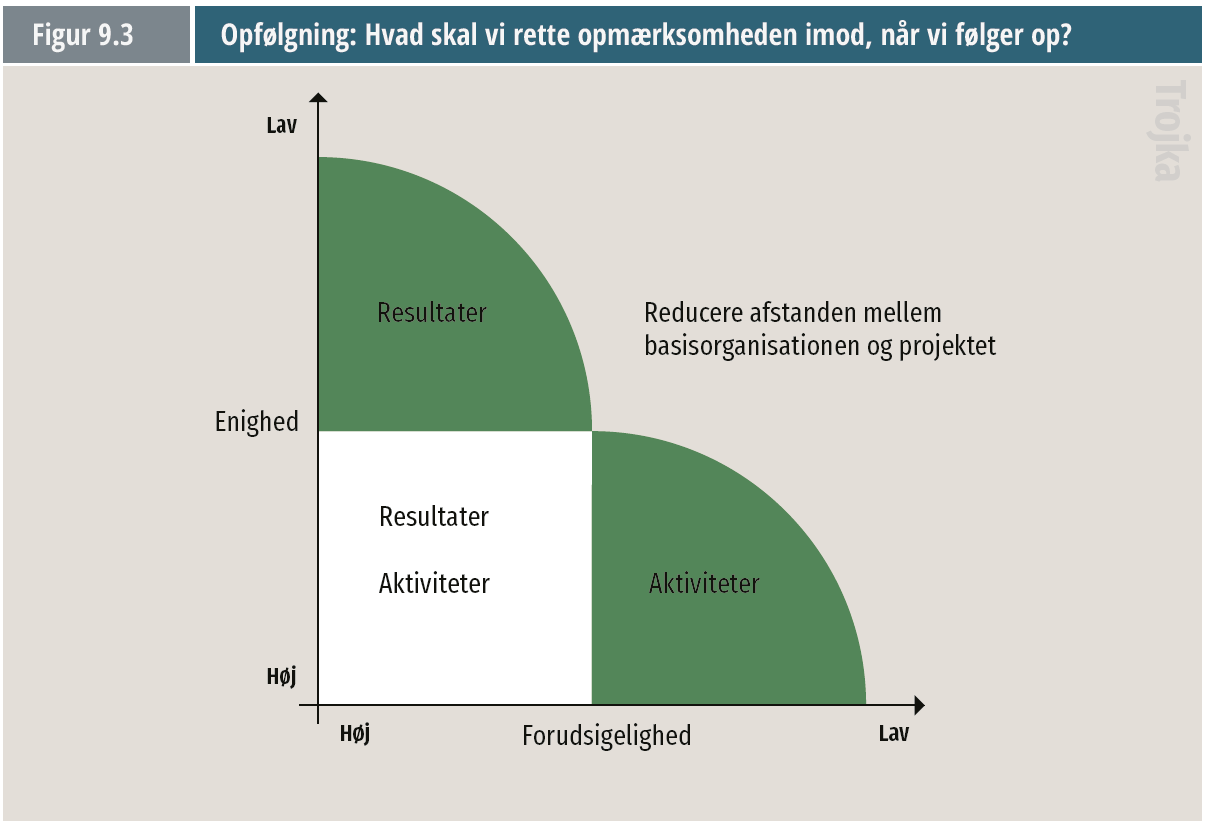 Figur 9.3
Opfølgning: Hvad skal vi rette opmærksomheden imod, når vi følger op?
Trojka
Lav
Resultater
Reducere afstanden mellem
basisorganisationen og projektet
Enighed
Resultater
Aktiviteter
Aktiviteter
Høj
Høj
Forudsigelighed
Lav